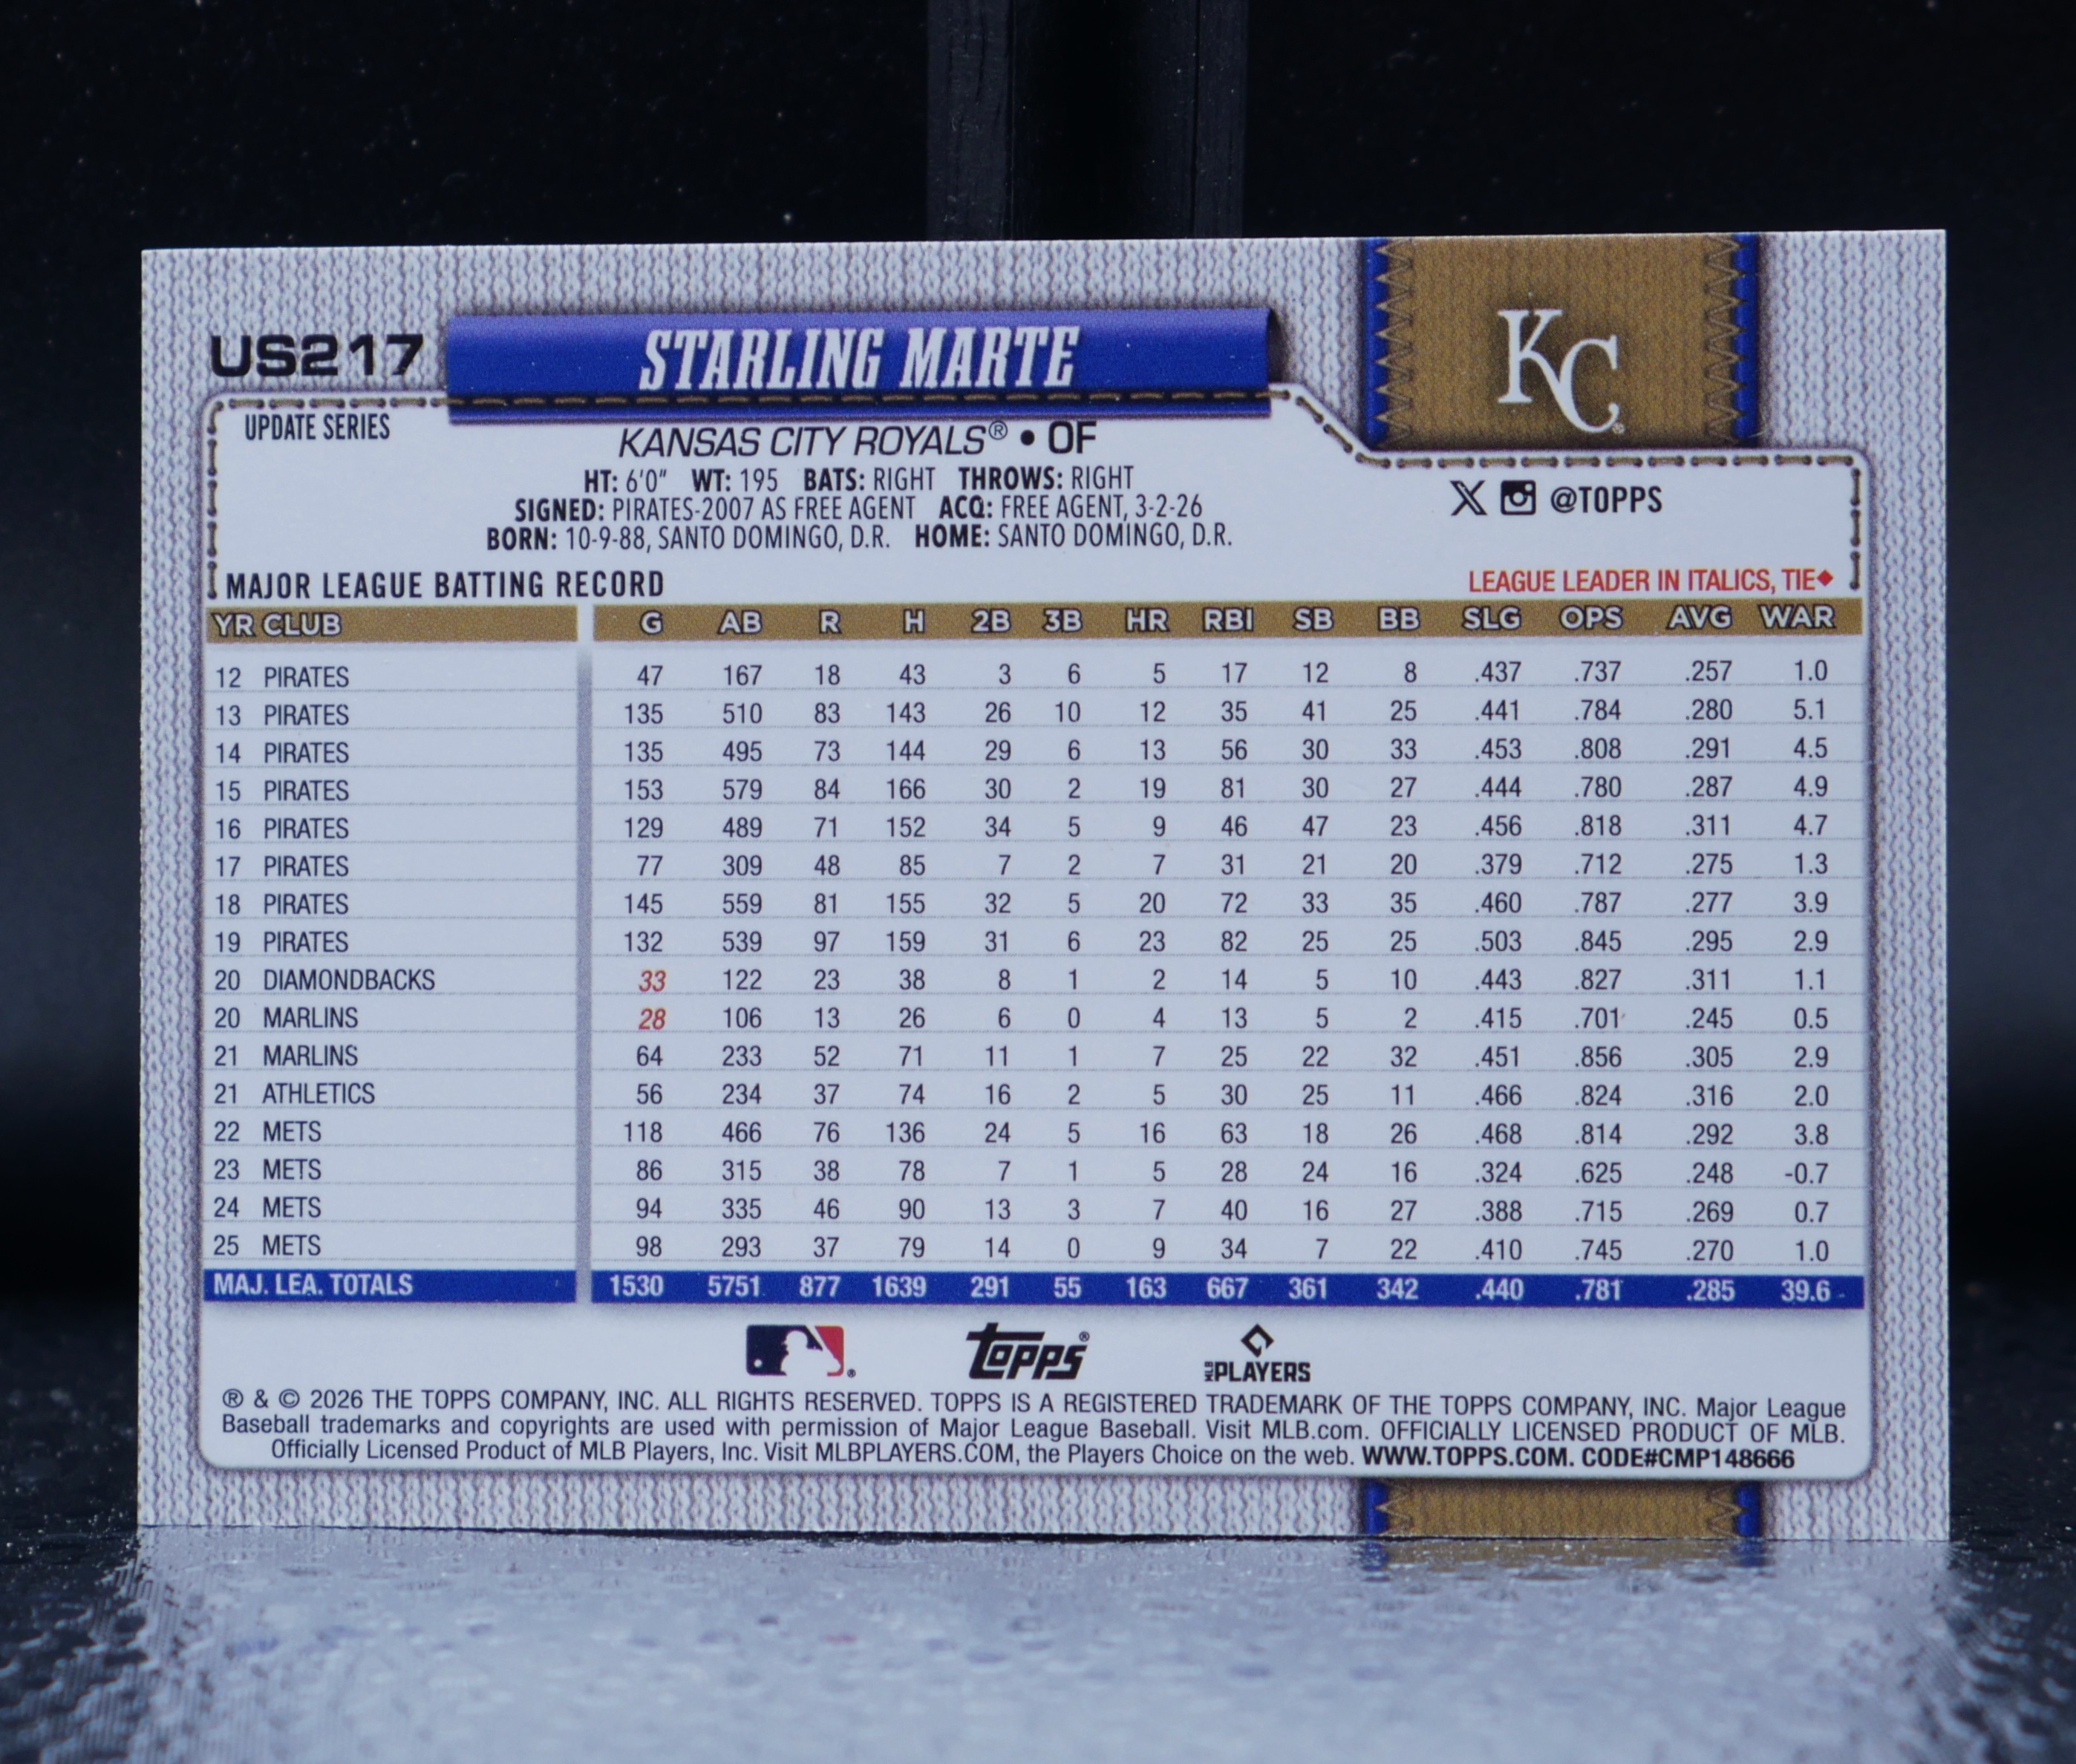 US217 STARLING MARTE
KC
UPDATE SERIES
KANSAS CITY ROYALS® • OF
HT: 6'0" WT: 195 BATS: RIGHT THROWS: RIGHT
SIGNED: PIRATES-2007 AS FREE AGENT ACQ: FREE AGENT, 3-2-26
BORN: 10-9-88, SANTO DOMINGO, D.R. HOME: SANTO DOMINGO, D.R.
X @TOPPS
MAJOR LEAGUE BATTING RECORD LEAGUE LEADER IN ITALICS, TIE◆
YR CLUB G AB R H 2B 3B HR RBI SB BB SLG OPS AVG WAR
12 PIRATES 47 167 18 43 3 6 5 17 12 8 .437 .737 .257 1.0
13 PIRATES 135 510 83 143 26 10 12 35 41 25 .441 .784 .280 5.1
14 PIRATES 135 495 73 144 29 6 13 56 30 33 .453 .808 .291 4.5
15 PIRATES 153 579 84 166 30 2 19 81 30 27 .444 .780 .287 4.9
16 PIRATES 129 489 71 152 34 5 9 46 47 23 .456 .818 .311 4.7
17 PIRATES 77 309 48 85 7 2 7 31 21 20 .379 .712 .275 1.3
18 PIRATES 145 559 81 155 32 5 20 72 33 35 .460 .787 .277 3.9
19 PIRATES 132 539 97 159 31 6 23 82 25 25 .503 .845 .295 2.9
20 DIAMONDBACKS 33 122 23 38 8 1 2 14 5 10 .443 .827 .311 1.1
20 MARLINS 28 106 13 26 6 0 4 13 5 2 .415 .701 .245 0.5
21 MARLINS 64 233 52 71 11 1 7 25 22 32 .451 .856 .305 2.9
21 ATHLETICS 56 234 37 74 16 2 5 30 25 11 .466 .824 .316 2.0
22 METS 118 466 76 136 24 5 16 63 18 26 .468 .814 .292 3.8
23 METS 86 315 38 78 7 1 5 28 24 16 .324 .625 .248 -0.7
24 METS 94 335 46 90 13 3 7 40 16 27 .388 .715 .269 0.7
25 METS 98 293 37 79 14 0 9 34 7 22 .410 .745 .270 1.0
MAJ. LEA. TOTALS 1530 5751 877 1639 291 55 163 667 361 342 .440 .781 .285 39.6
Topps® MLB PLAYERS
® & © 2026 THE TOPPS COMPANY, INC. ALL RIGHTS RESERVED. TOPPS IS A REGISTERED TRADEMARK OF THE TOPPS COMPANY, INC. Major League
Baseball trademarks and copyrights are used with permission of Major League Baseball. Visit MLB.com. OFFICIALLY LICENSED PRODUCT OF MLB.
Officially Licensed Product of MLB Players, Inc. Visit MLBPLAYERS.COM, the Players Choice on the web. WWW.TOPPS.COM. CODE#CMP148666